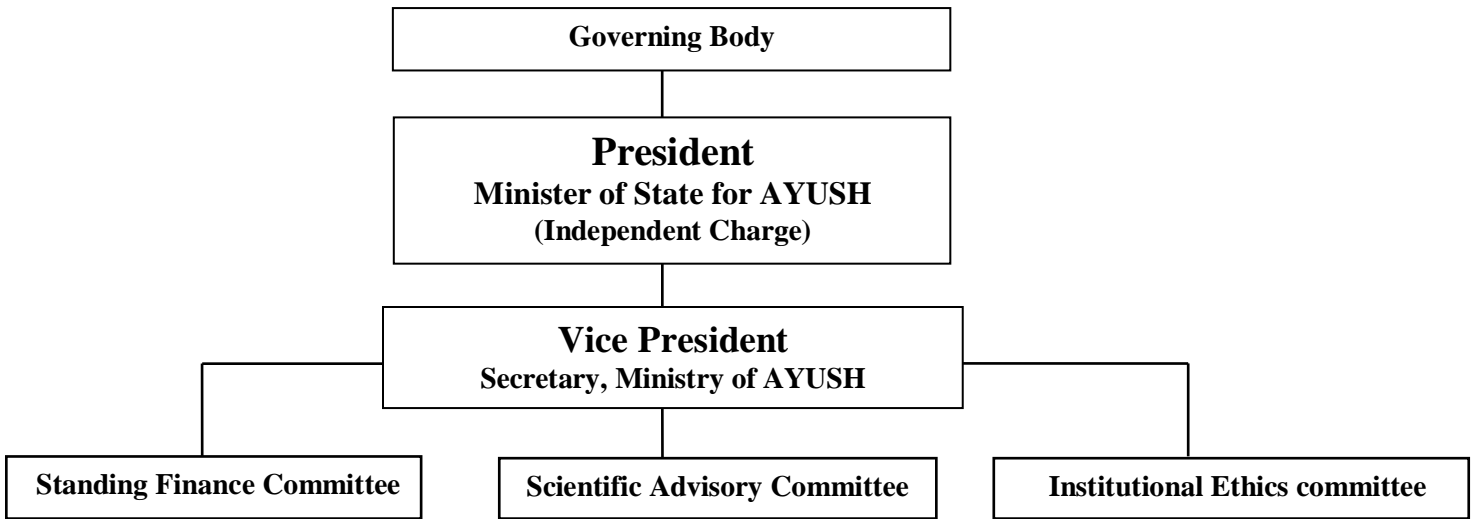 Governing Body
President
Minister of State for AYUSH
(Independent Charge)
Vice President
Secretary, Ministry of AYUSH
Standing Finance Committee
Scientific Advisory Committee
Institutional Ethics committee